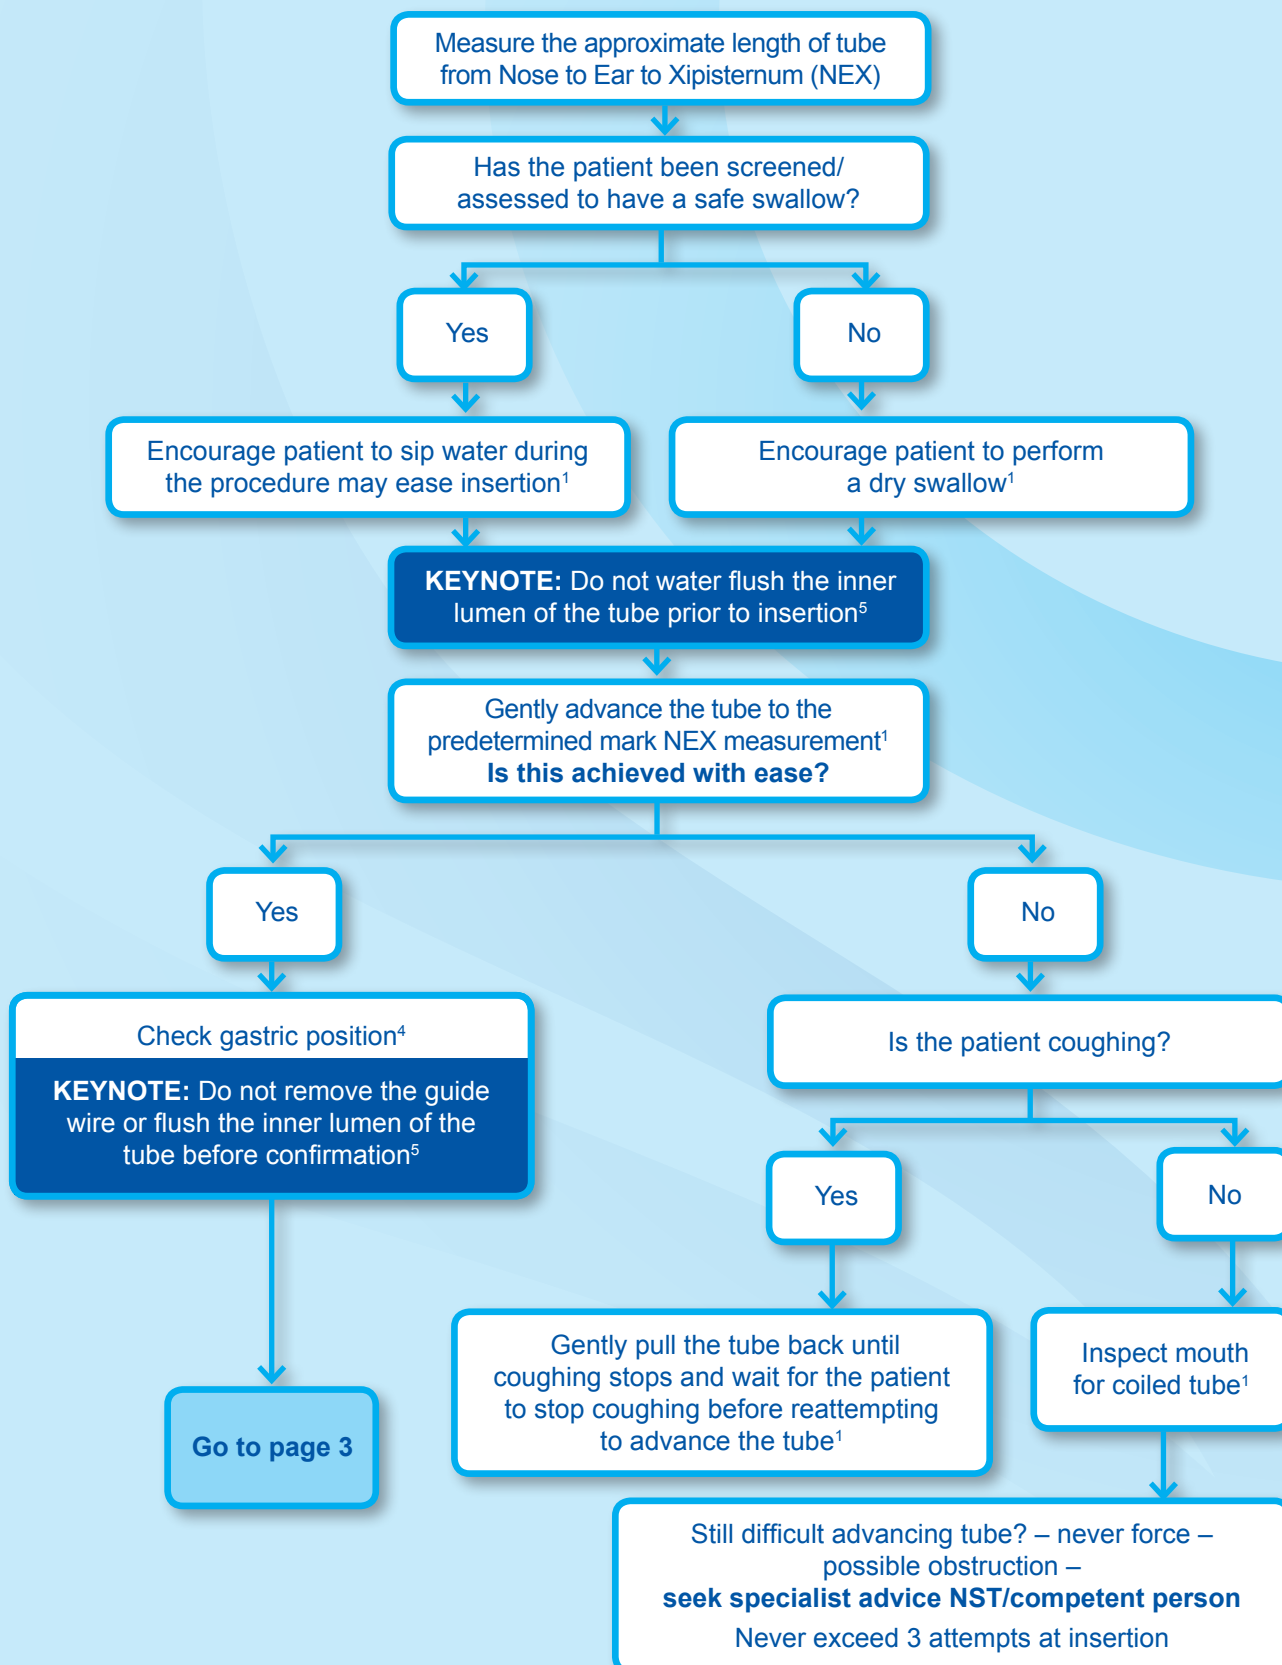 Measure the approximate length of tube
from Nose to Ear to Xipisternum (NEX)
Has the patient been screened/
assessed to have a safe swallow?
Yes
No
Encourage patient to sip water during
the procedure may ease insertion¹
Encourage patient to perform
a dry swallow¹
KEYNOTE: Do not water flush the inner
lumen of the tube prior to insertion⁵
Gently advance the tube to the
predetermined mark NEX measurement¹
Is this achieved with ease?
Yes
No
Check gastric position⁴
KEYNOTE: Do not remove the guide
wire or flush the inner lumen of the
tube before confirmation⁵
Go to page 3
Is the patient coughing?
Yes
No
Gently pull the tube back until
coughing stops and wait for the patient
to stop coughing before reattempting
to advance the tube¹
Inspect mouth
for coiled tube¹
Still difficult advancing tube? – never force –
possible obstruction –
seek specialist advice NST/competent person
Never exceed 3 attempts at insertion